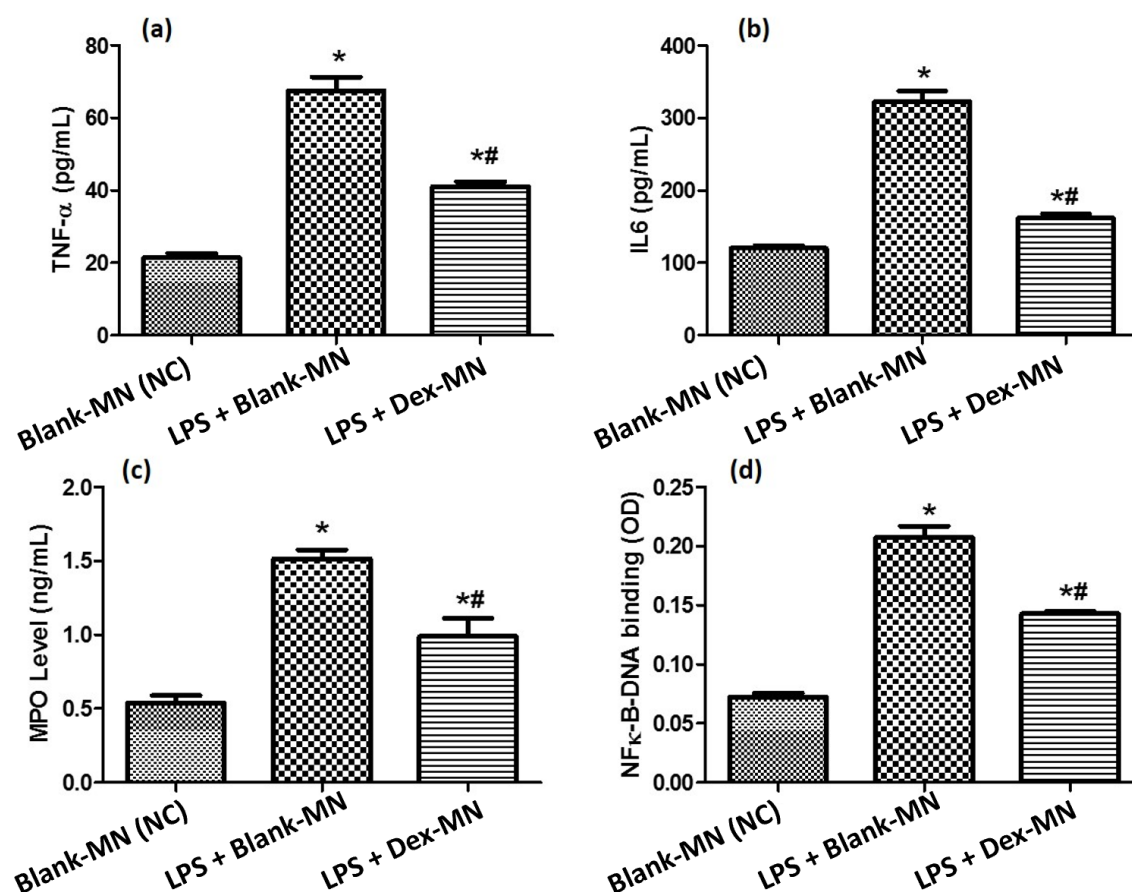 (a)
TNF-α (pg/mL)
80
60
40
20
0
*
*#
Blank-MN (NC)
LPS + Blank-MN
LPS + Dex-MN
(b)
IL6 (pg/mL)
400
300
200
100
0
*
*#
Blank-MN (NC)
LPS + Blank-MN
LPS + Dex-MN
(c)
MPO Level (ng/mL)
2.0
1.5
1.0
0.5
0.0
*
*#
Blank-MN (NC)
LPS + Blank-MN
LPS + Dex-MN
(d)
NFκ-B-DNA binding (OD)
0.25
0.20
0.15
0.10
0.05
0.00
*
*#
Blank-MN (NC)
LPS + Blank-MN
LPS + Dex-MN